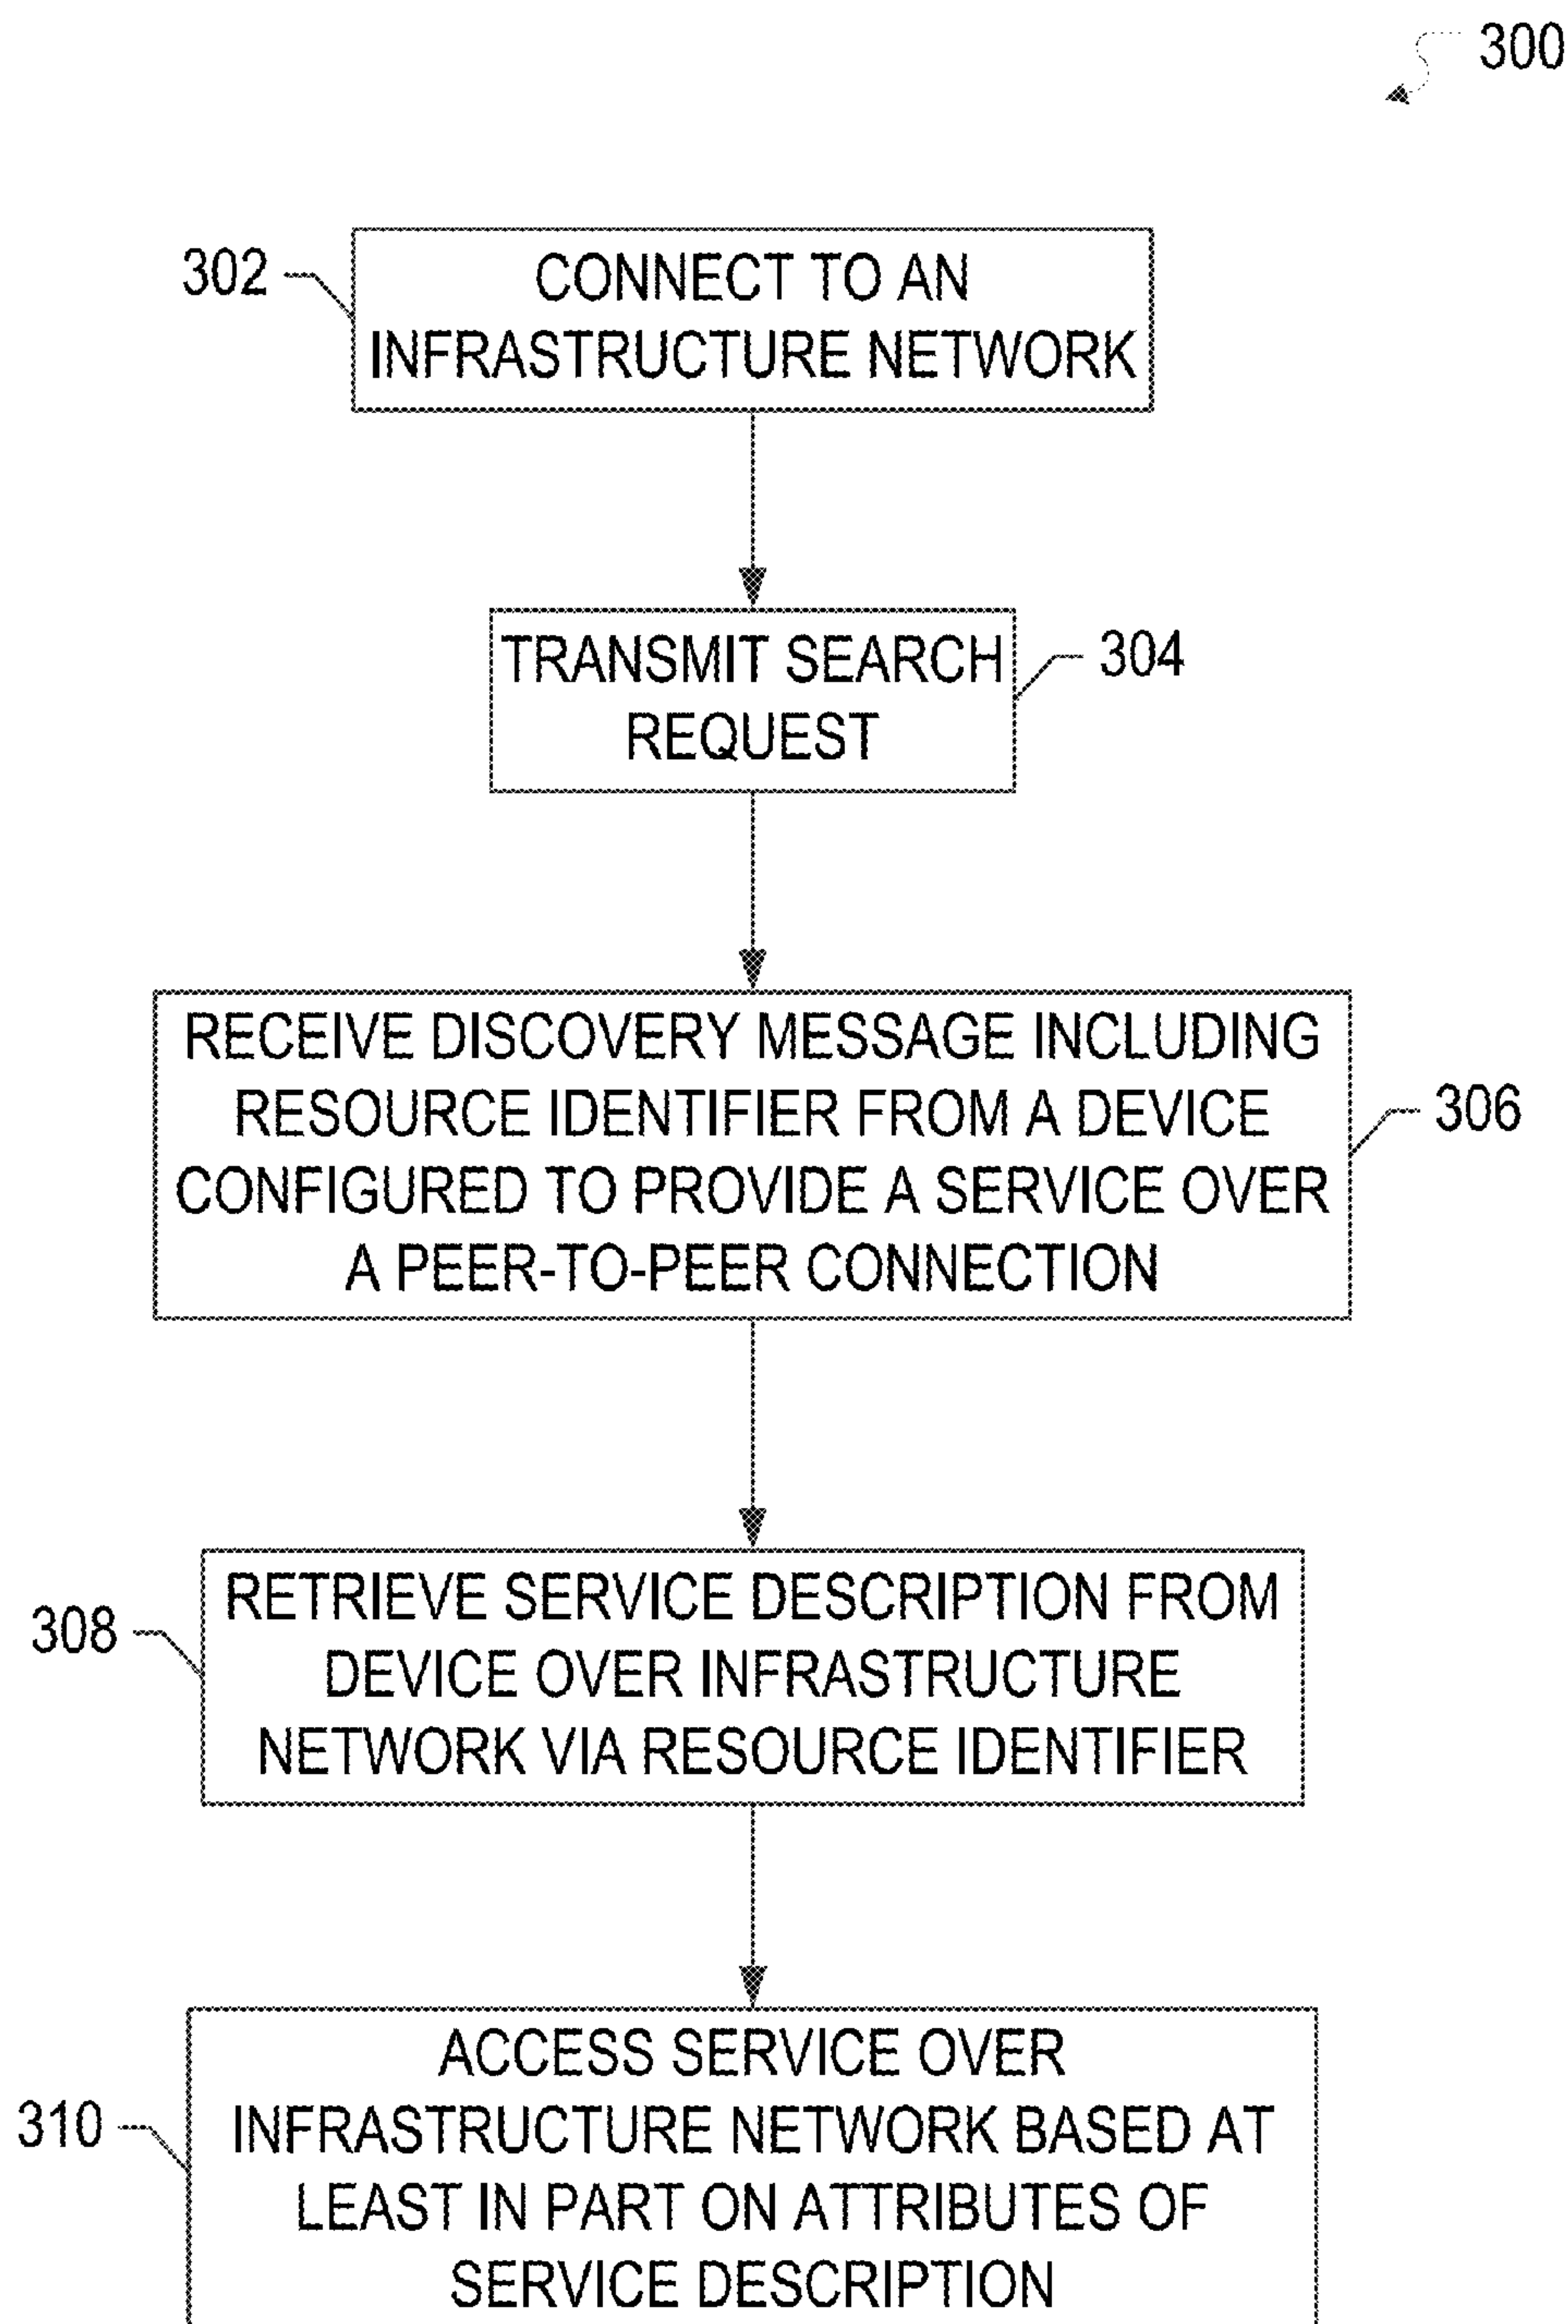 300
302
CONNECT TO AN
INFRASTRUCTURE NETWORK
TRANSMIT SEARCH
REQUEST
304
RECEIVE DISCOVERY MESSAGE INCLUDING
RESOURCE IDENTIFIER FROM A DEVICE
CONFIGURED TO PROVIDE A SERVICE OVER
A PEER-TO-PEER CONNECTION
306
308
RETRIEVE SERVICE DESCRIPTION FROM
DEVICE OVER INFRASTRUCTURE
NETWORK VIA RESOURCE IDENTIFIER
310
ACCESS SERVICE OVER
INFRASTRUCTURE NETWORK BASED AT
LEAST IN PART ON ATTRIBUTES OF
SERVICE DESCRIPTION